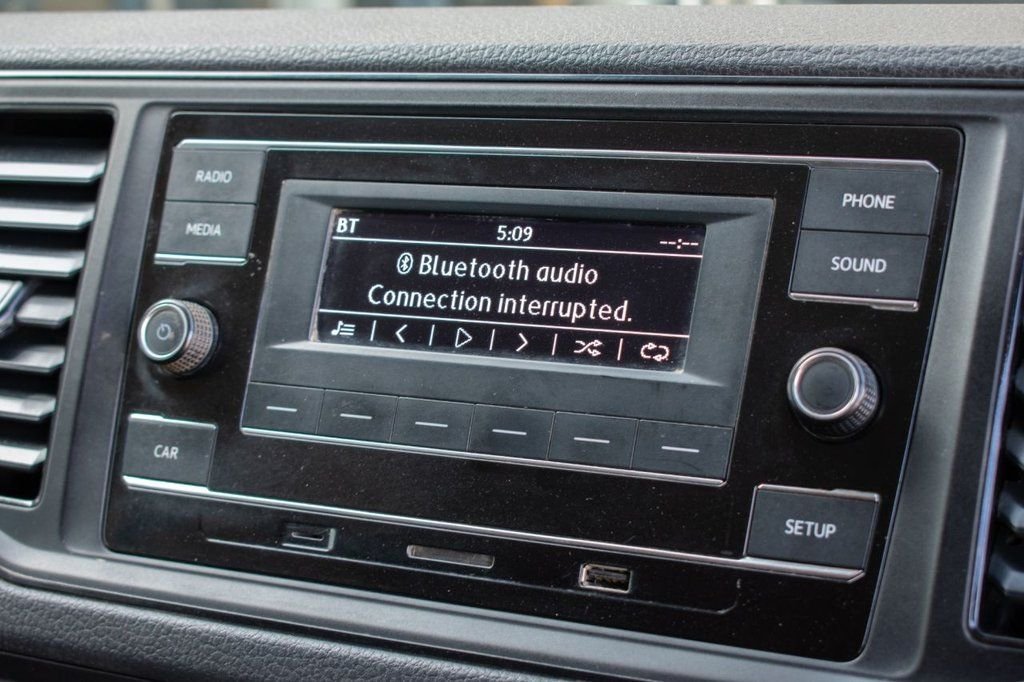 RADIO
MEDIA
BT 5:09 --:--
Bluetooth audio
Connection interrupted.
PHONE
SOUND
CAR
SETUP